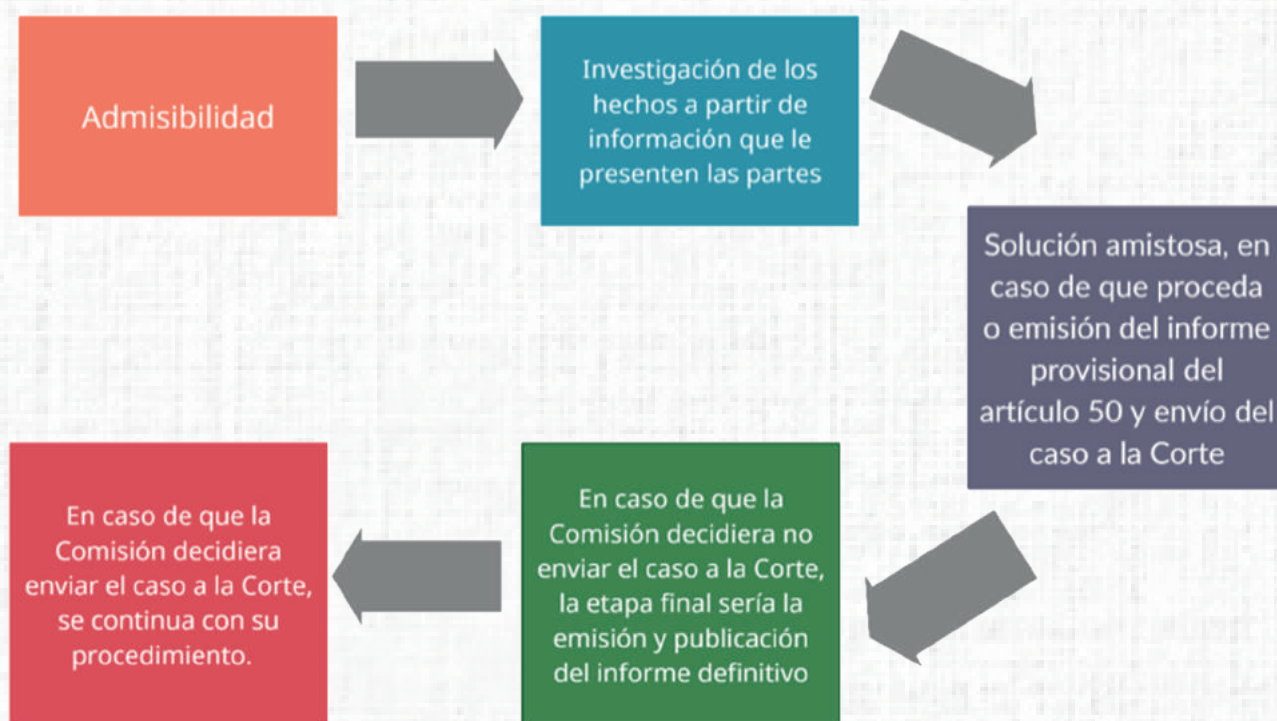 Admisibilidad
Investigación de los
hechos a partir de
información que le
presenten las partes
Solución amistosa, en
caso de que proceda
o emisión del informe
provisional del
artículo 50 y envío del
caso a la Corte
En caso de que la
Comisión decidiera no
enviar el caso a la Corte,
la etapa final sería la
emisión y publicación
del informe definitivo
En caso de que la
Comisión decidiera
enviar el caso a la Corte,
se continua con su
procedimiento.